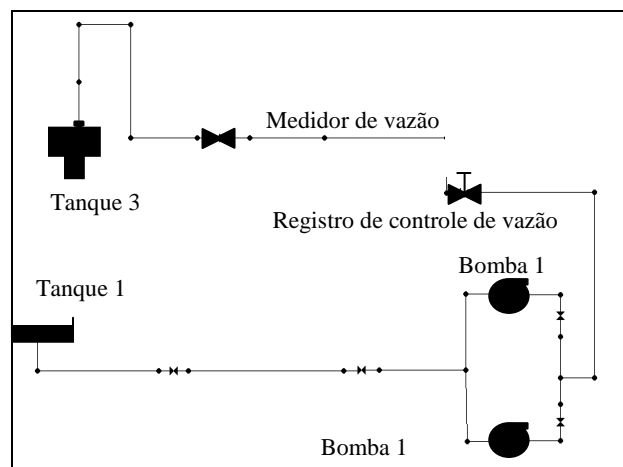 Medidor de vazão
Tanque 3
Registro de controle de vazão
Bomba 1
Tanque 1
Bomba 1